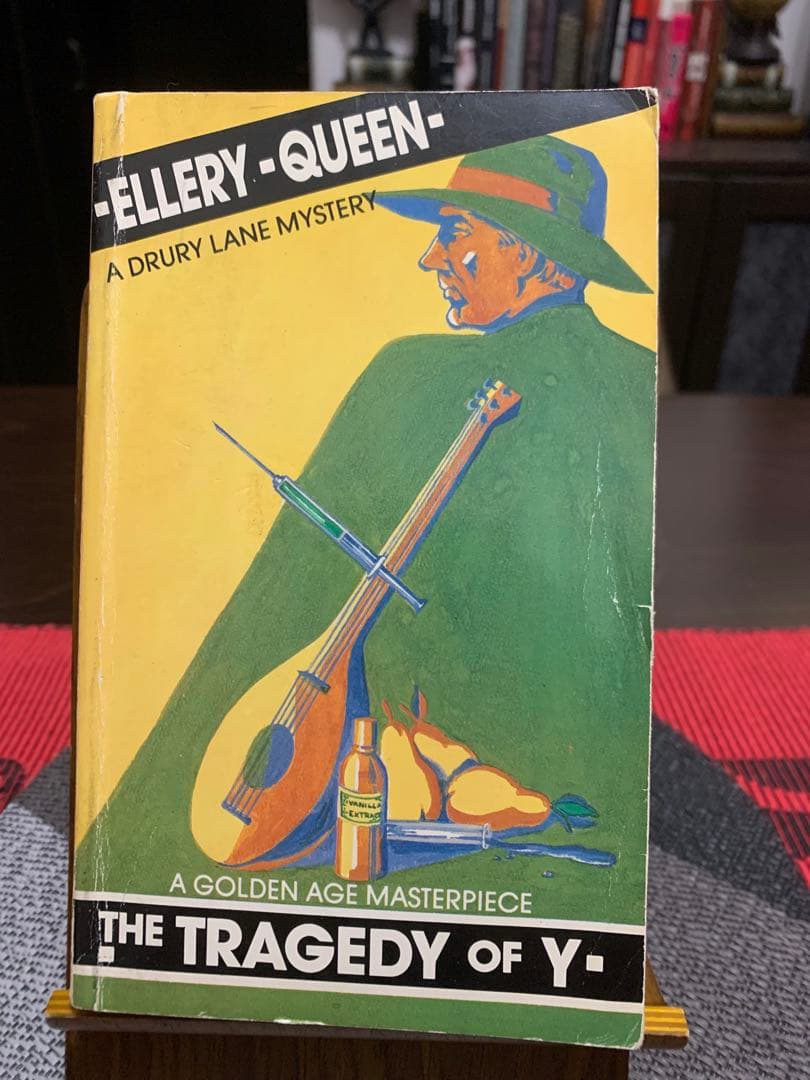 -ELLERY-QUEEN-
A DRURY LANE MYSTERY
VANILLA
EXTRACT
A GOLDEN AGE MASTERPIECE
THE TRAGEDY OF Y